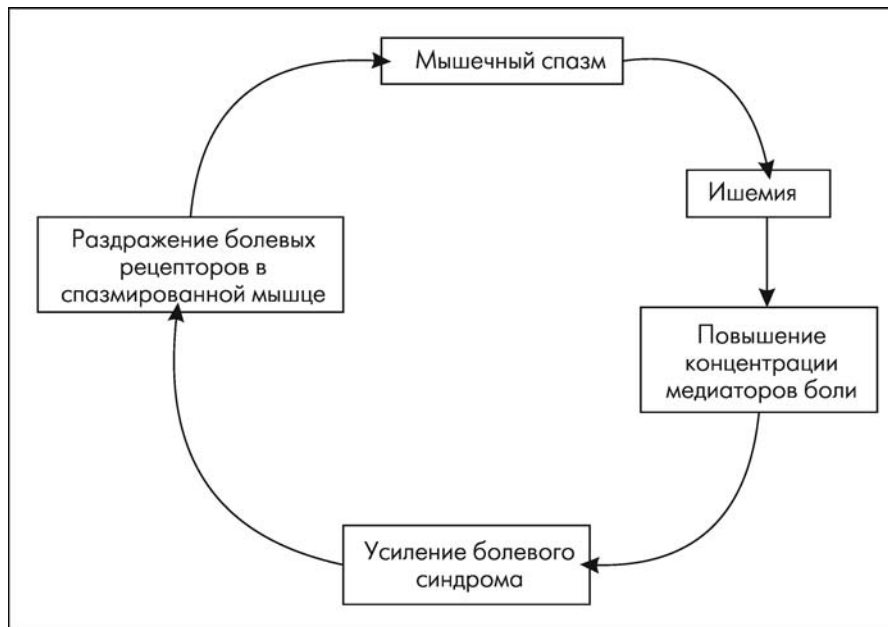 Мышечный спазм
Ишемия
Раздражение болевых
рецепторов в
спазмированной мышце
Повышение
концентрации
медиаторов боли
Усиление болевого
синдрома